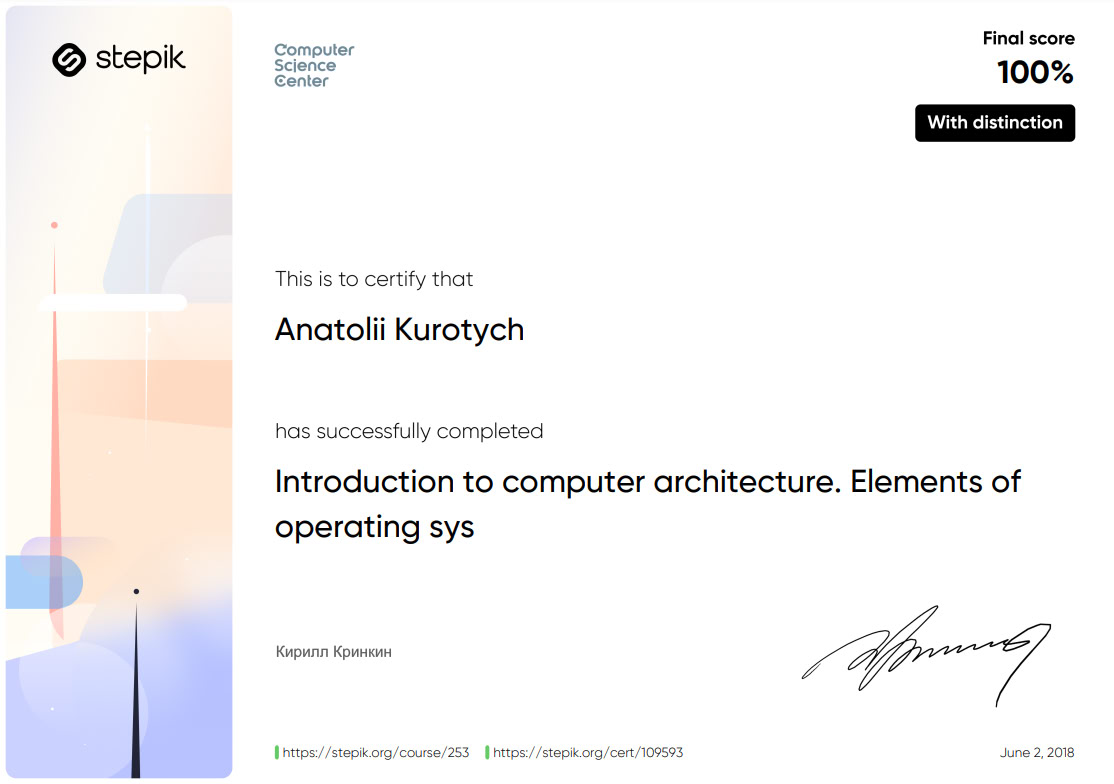 stepik
Computer
Science
Center
Final score
100%
With distinction
This is to certify that
Anatolii Kurotych
has successfully completed
Introduction to computer architecture. Elements of
operating sys
Кирилл Кринкин
https://stepik.org/course/253 https://stepik.org/cert/109593
June 2, 2018